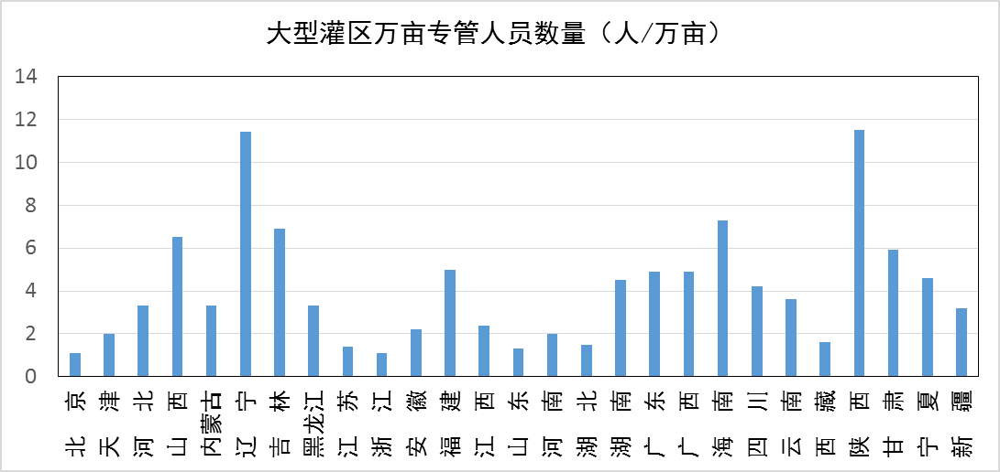 大型灌区万亩专管人员数量（人/万亩）
14
12
10
8
6
4
2
0
北京
天津
河北
山西
内蒙古
辽宁
吉林
黑龙江
江苏
浙江
安徽
福建
江西
山东
河南
湖北
湖南
广东
广西
海南
四川
云南
西藏
陕西
甘肃
宁夏
新疆